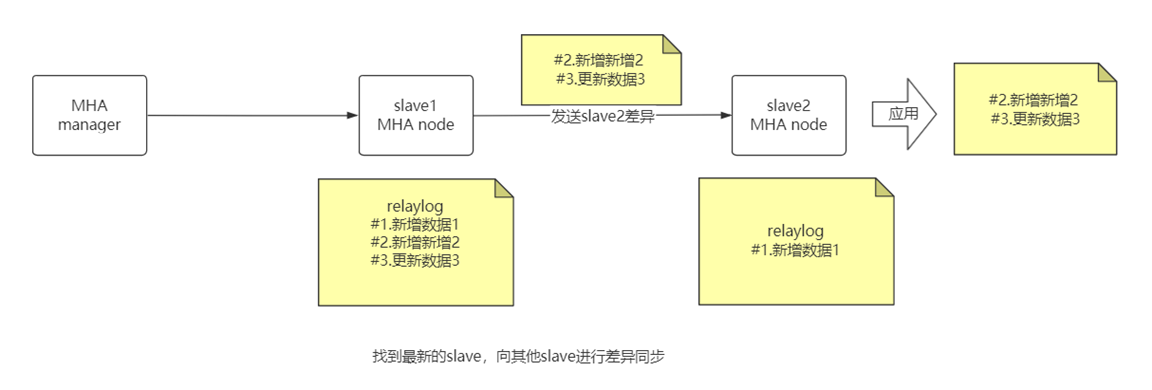 MHA
manager
slave1
MHA node
#2.新增新增2
#3.更新数据3
发送slave2差异
slave2
MHA node
应用
#2.新增新增2
#3.更新数据3
relaylog
#1.新增数据1
#2.新增新增2
#3.更新数据3
relaylog
#1.新增数据1
找到最新的slave，向其他slave进行差异同步